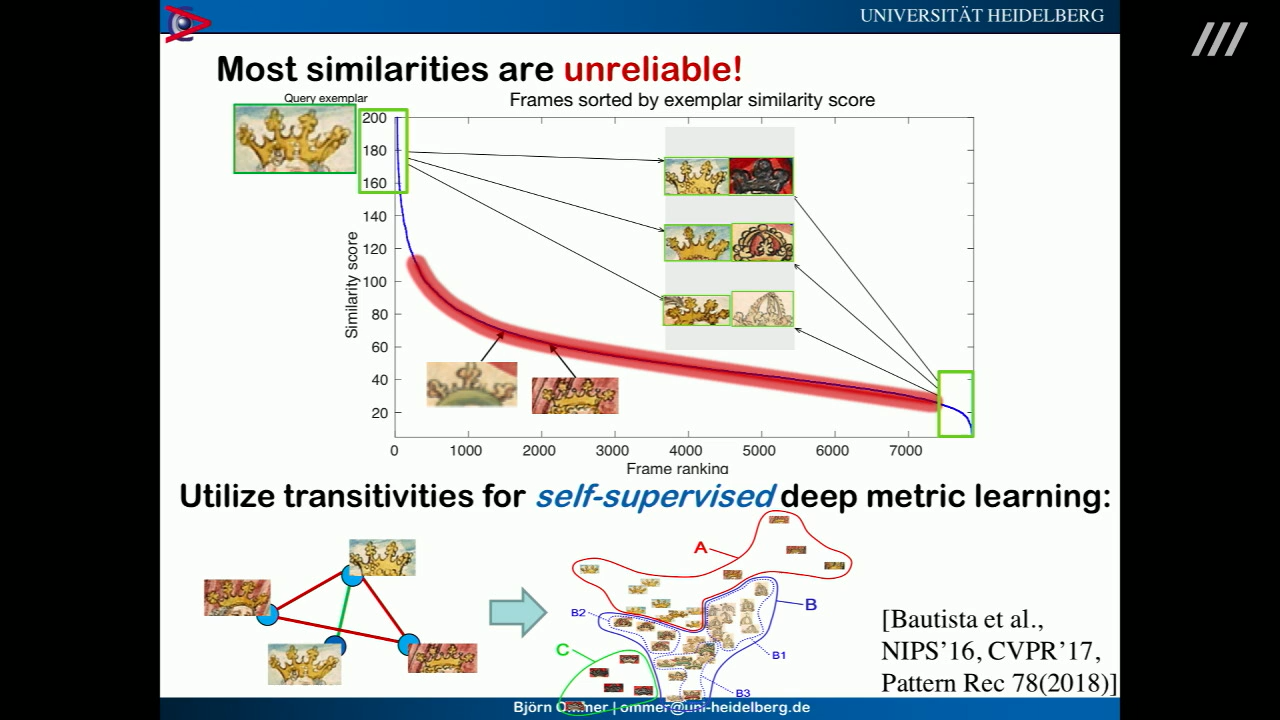 UNIVERSITÄT HEIDELBERG
Most similarities are unreliable!
Query exemplar
Frames sorted by exemplar similarity score
200
180
160
140
120
100
80
60
40
20
Similarity score
0 1000 2000 3000 4000 5000 6000 7000
Frame ranking
Utilize transitivities for self-supervised deep metric learning:
A
B
B2
B1
C
B3
[Bautista et al.,
NIPS'16, CVPR'17,
Pattern Rec 78(2018)]
Björn Ommer | ommer@uni-heidelberg.de